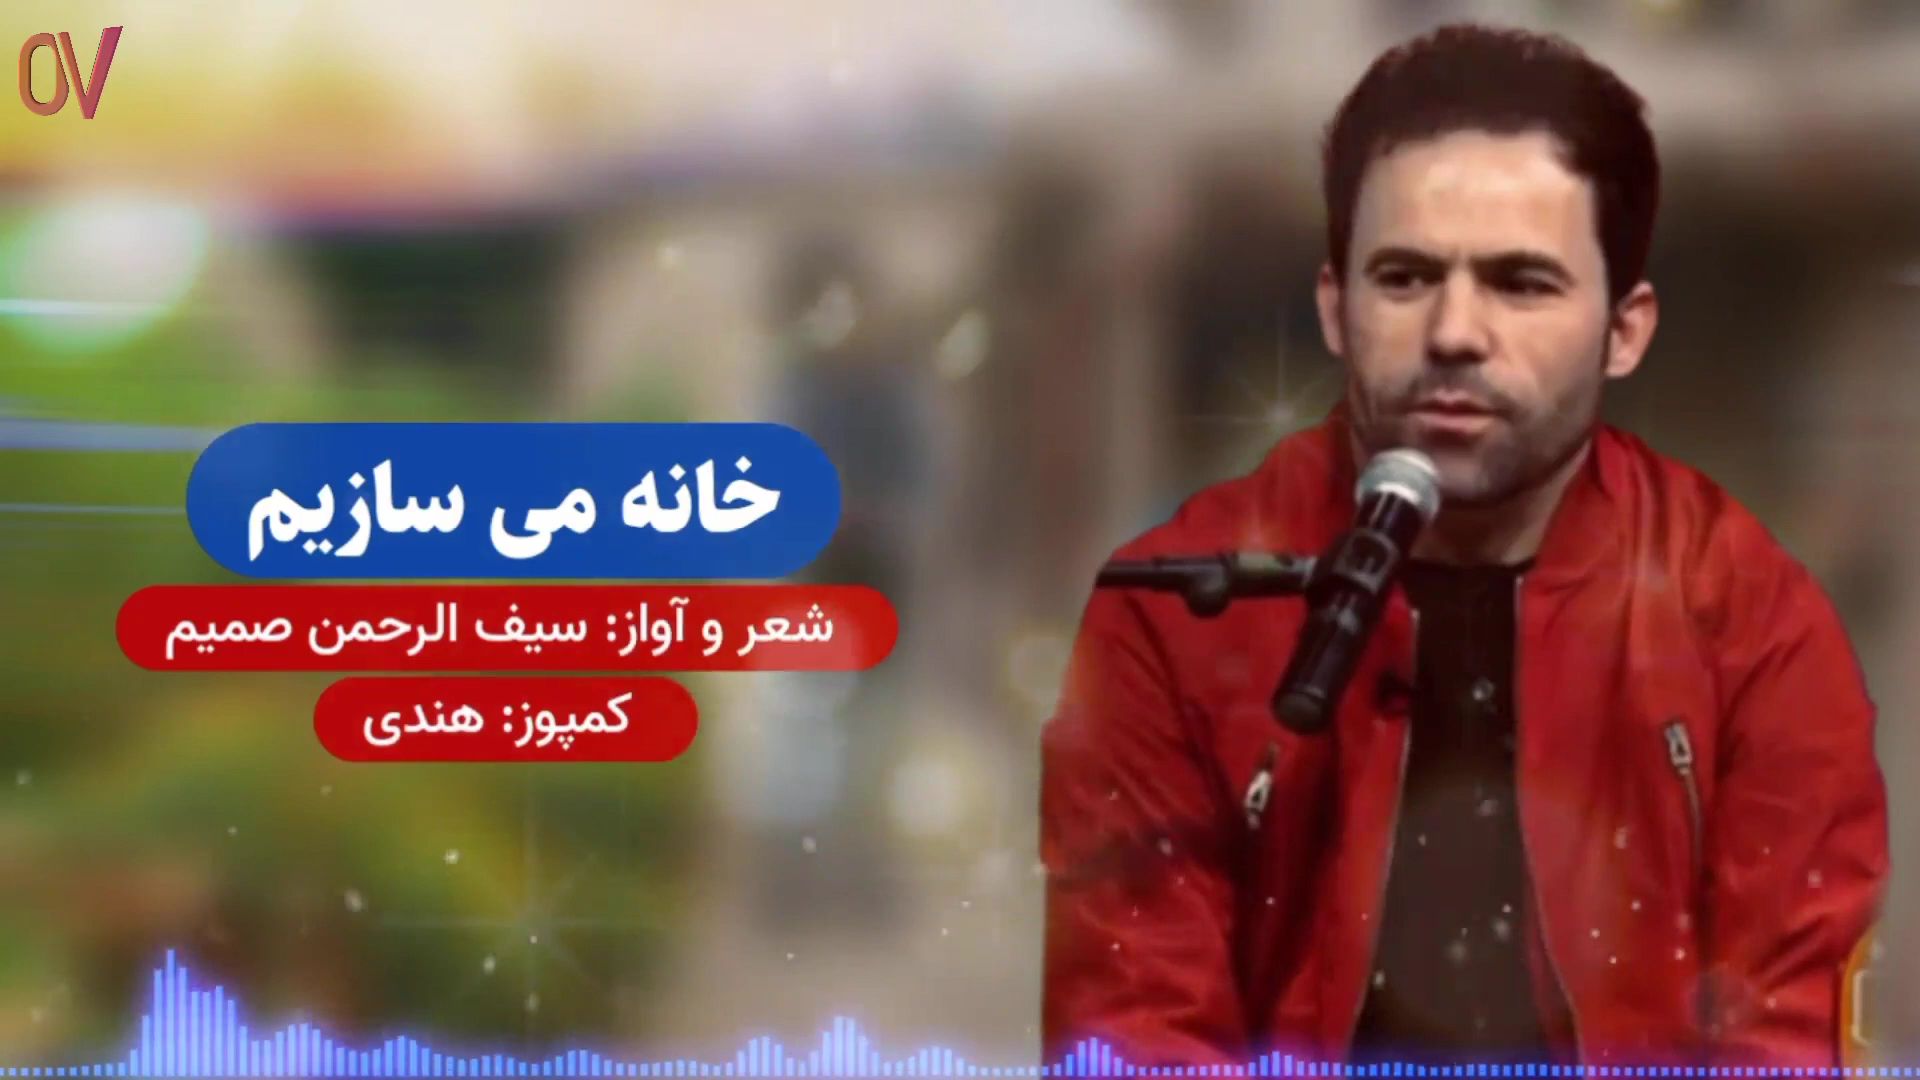 OV
خانه می سازیم
شعر و آواز: سیف الرحمن صمیم
کمپوز: هندی